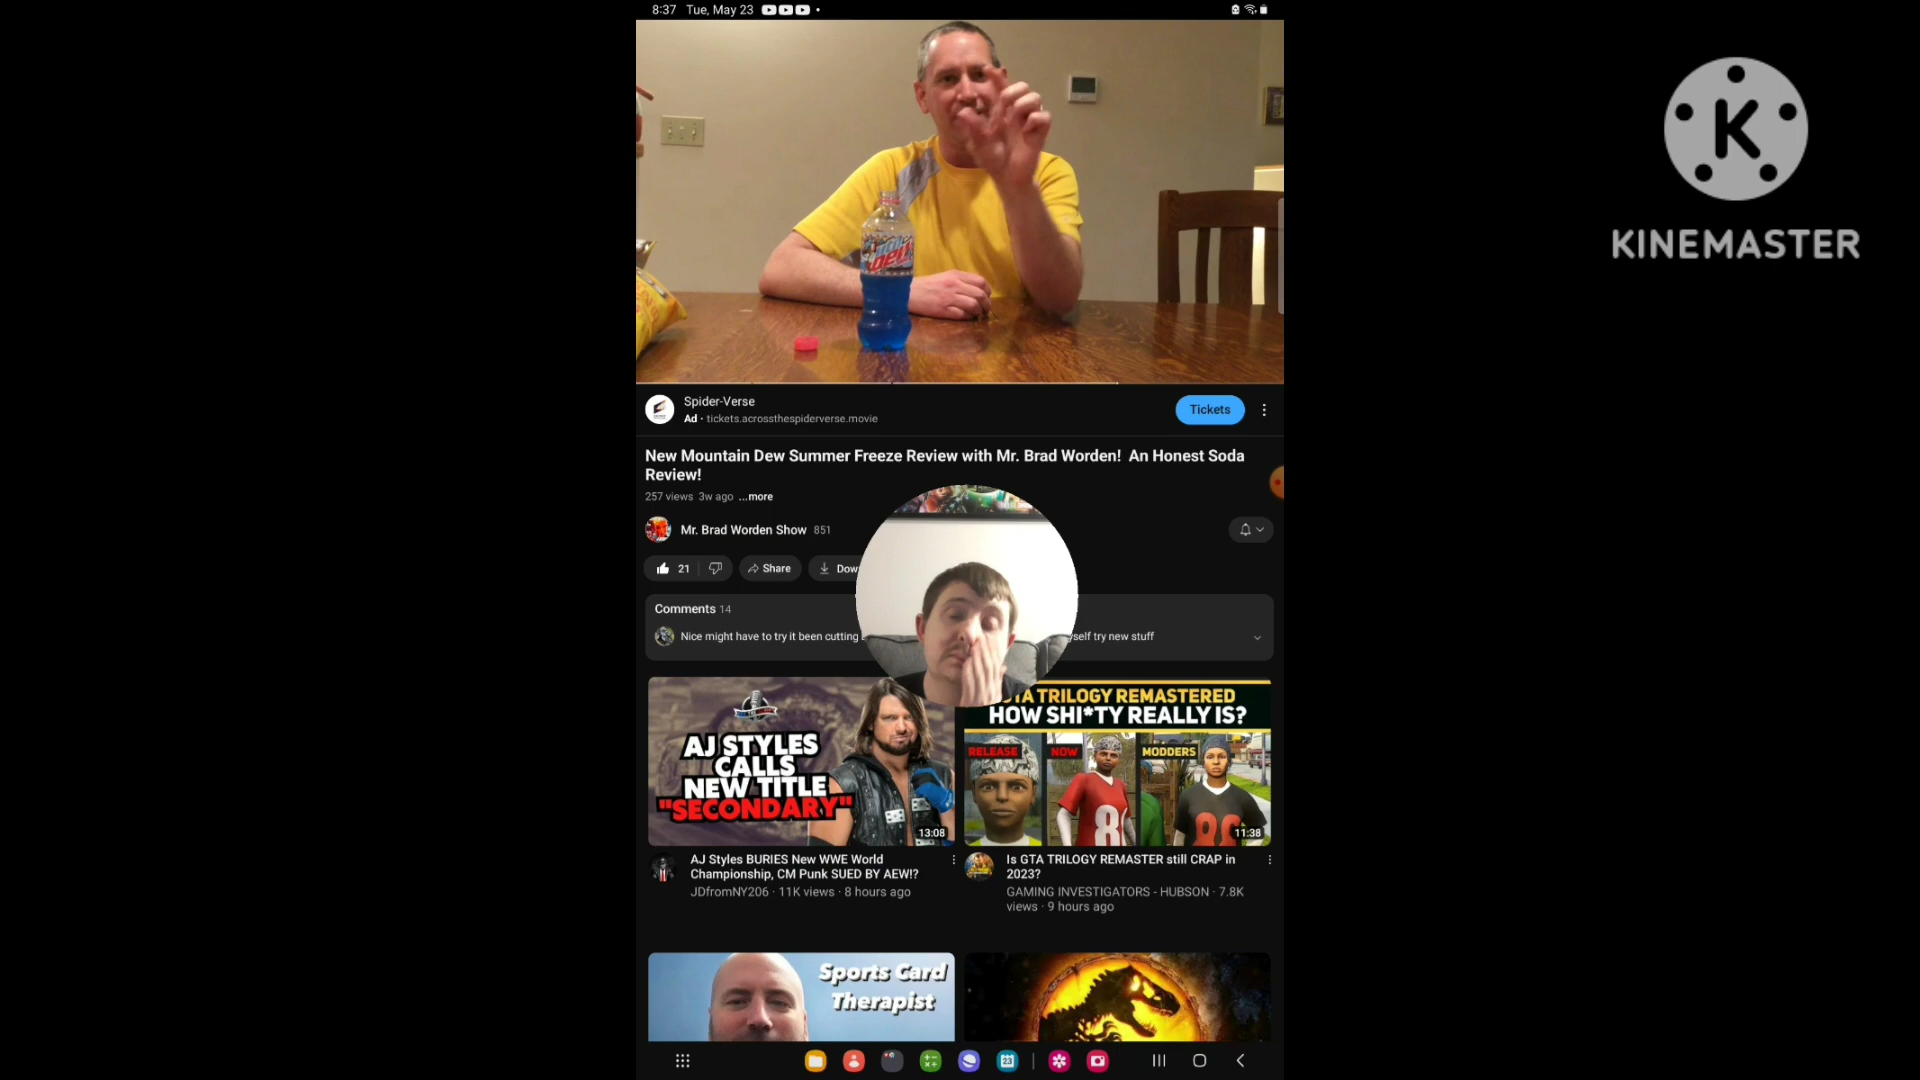 8:37 Tue, May 23
KINEMASTER
Spider-Verse
Ad · tickets.acrossthespiderverse.movie
Tickets
New Mountain Dew Summer Freeze Review with Mr. Brad Worden! An Honest Soda
Review!
257 views 3w ago ...more
Mr. Brad Worden Show 851
21
Share
Dow
Comments 14
Nice might have to try it been cutting
self try new stuff
AJ STYLES
CALLS
NEW TITLE
"SECONDARY"
13:08
GTA TRILOGY REMASTERED
HOW SHI*TY REALLY IS?
RELEASE
NOW
MODDERS
11:38
AJ Styles BURIES New WWE World
Championship, CM Punk SUED BY AEW!?
JDfromNY206 · 11K views · 8 hours ago
Is GTA TRILOGY REMASTER still CRAP in
2023?
GAMING INVESTIGATORS - HUBSON · 7.8K
views · 9 hours ago
Sports Card
Therapist
23